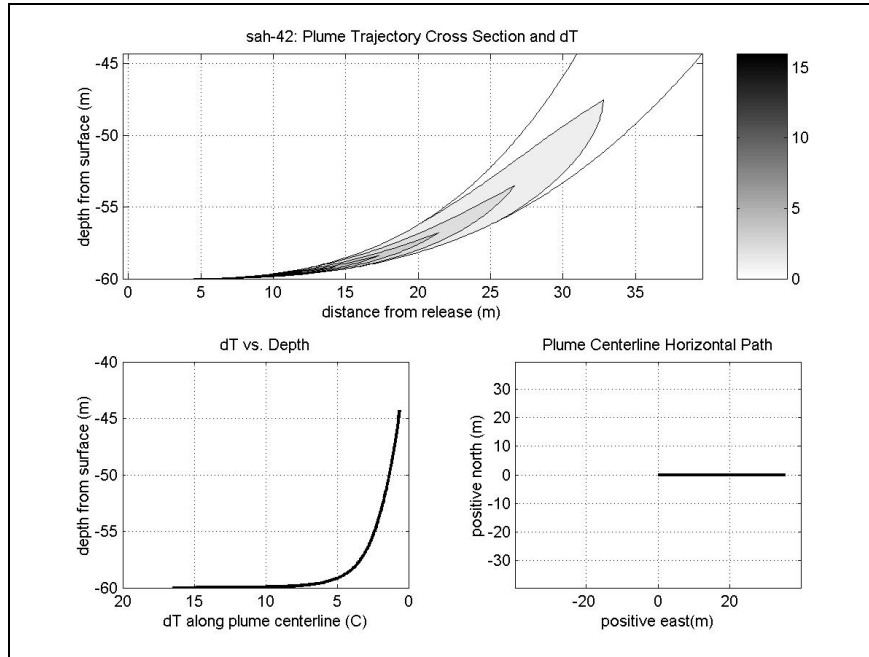 sah-42: Plume Trajectory Cross Section and dT
-45
-50
-55
-60
depth from surface (m)
0 5 10 15 20 25 30 35
distance from release (m)
15
10
5
0
dT vs. Depth
-40
-45
-50
-55
-60
depth from surface (m)
20 15 10 5 0
dT along plume centerline (C)
Plume Centerline Horizontal Path
30
20
10
0
-10
-20
-30
positive north (m)
-20 0 20
positive east(m)